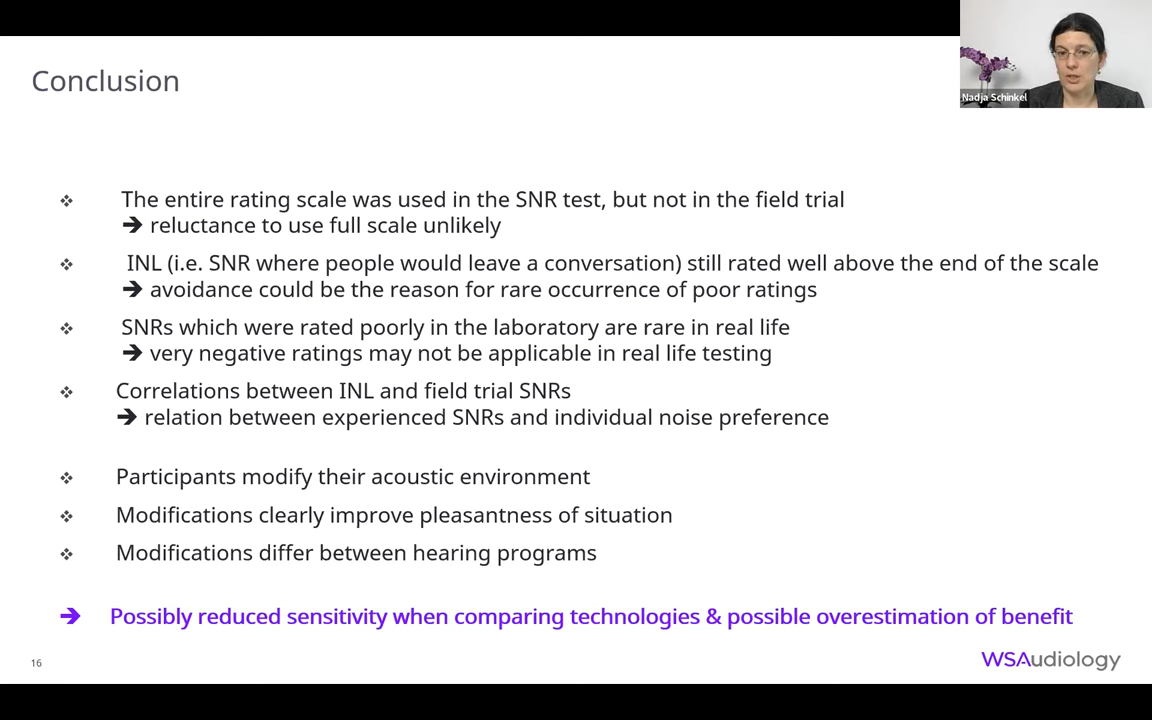 Conclusion
Nadja Schinkel
❖ The entire rating scale was used in the SNR test, but not in the field trial
➔ reluctance to use full scale unlikely
❖ INL (i.e. SNR where people would leave a conversation) still rated well above the end of the scale
➔ avoidance could be the reason for rare occurrence of poor ratings
❖ SNRs which were rated poorly in the laboratory are rare in real life
➔ very negative ratings may not be applicable in real life testing
❖ Correlations between INL and field trial SNRs
➔ relation between experienced SNRs and individual noise preference
❖ Participants modify their acoustic environment
❖ Modifications clearly improve pleasantness of situation
❖ Modifications differ between hearing programs
➔ Possibly reduced sensitivity when comparing technologies & possible overestimation of benefit
16
WSAudiology